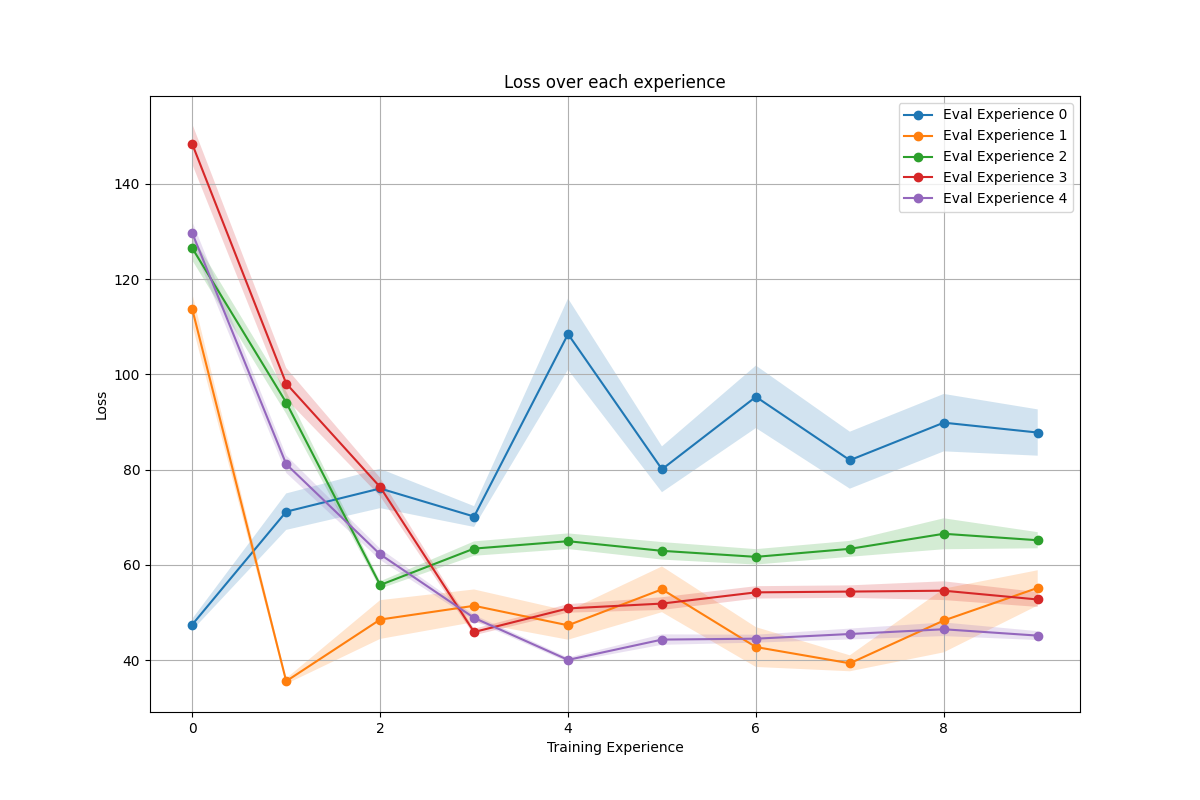 Loss over each experience
Eval Experience 0
Eval Experience 1
Eval Experience 2
Eval Experience 3
Eval Experience 4
140
120
100
80
60
40
Loss
0 2 4 6 8
Training Experience